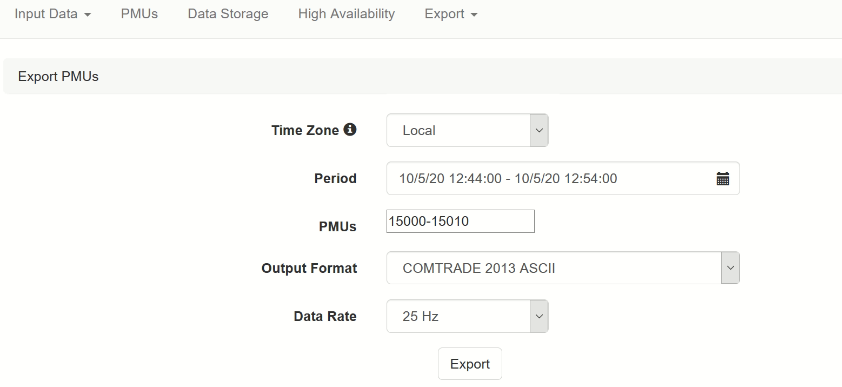 Input Data PMUs Data Storage High Availability Export
Export PMUs
Time Zone Local
Period 10/5/20 12:44:00 - 10/5/20 12:54:00
PMUs 15000-15010
Output Format COMTRADE 2013 ASCII
Data Rate 25 Hz
Export